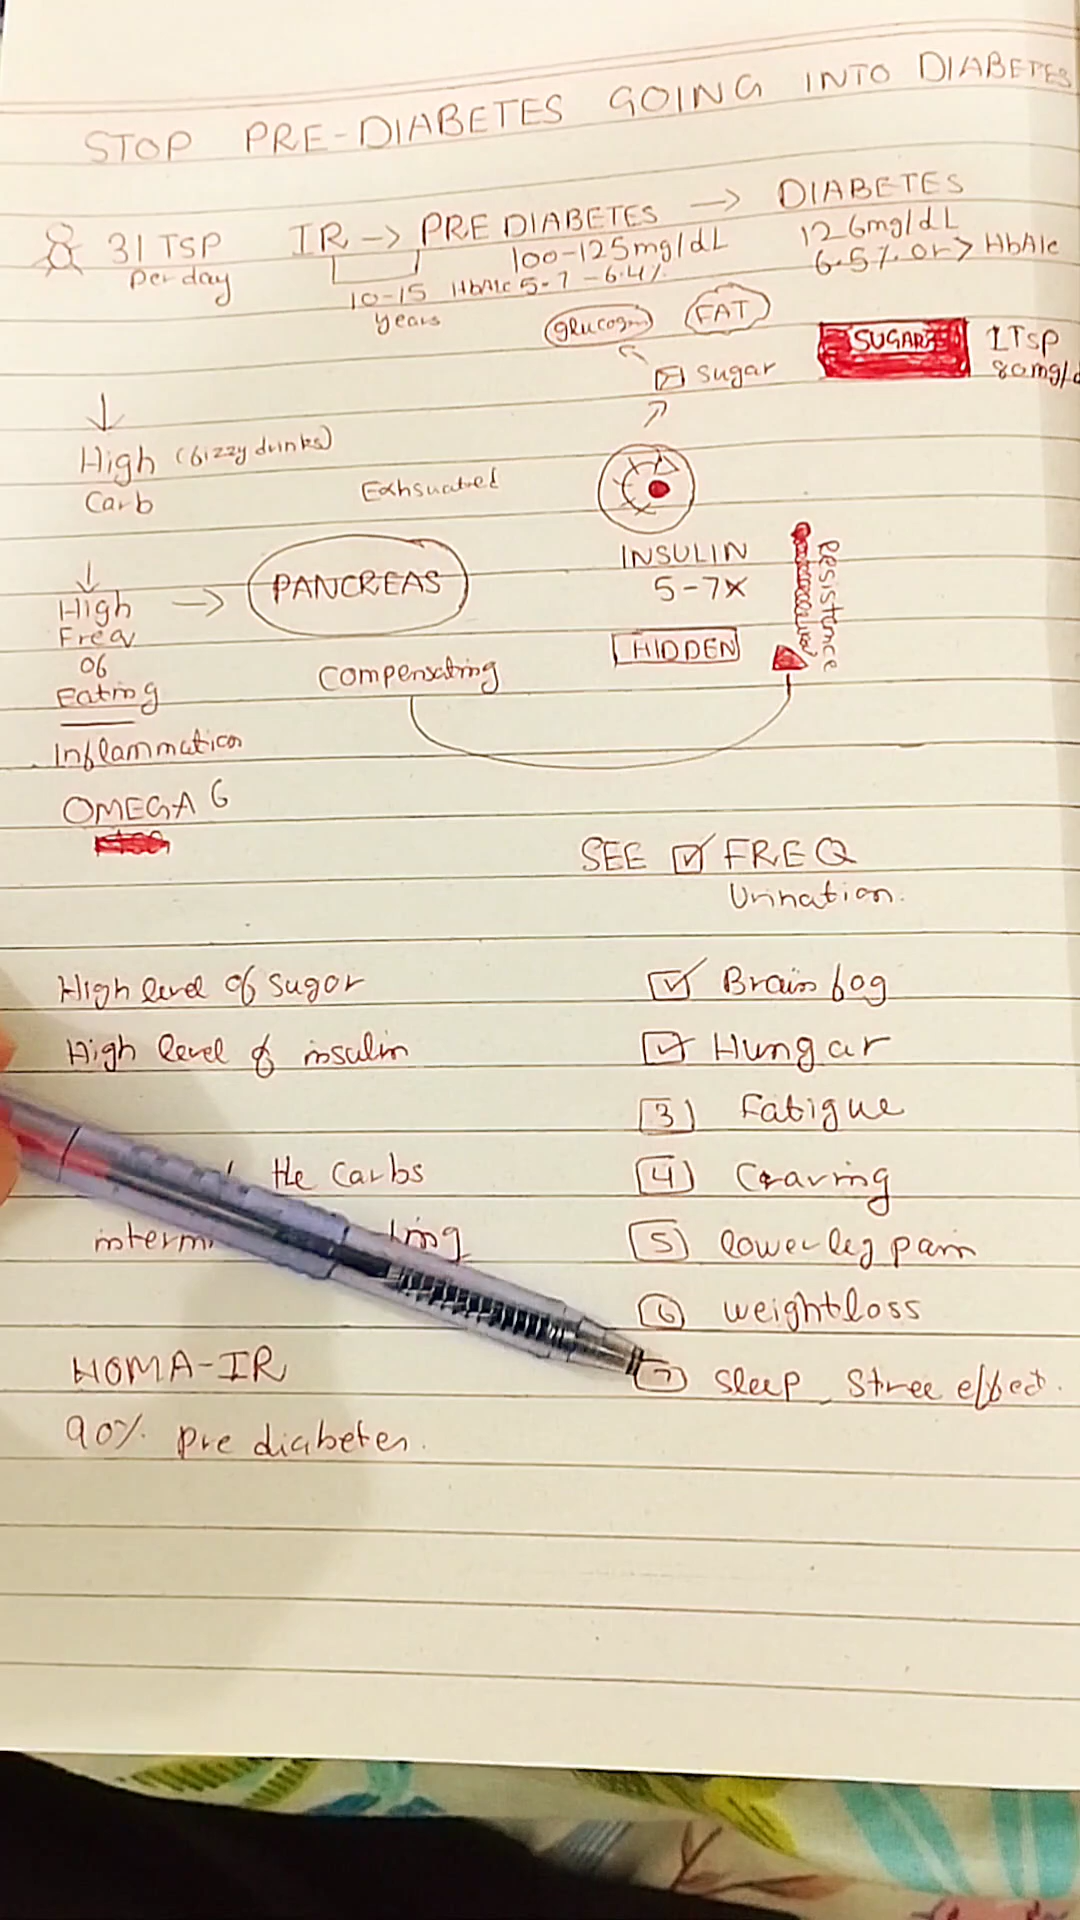 STOP PRE-DIABETES GOING INTO DIABETES
31 TSP
per day
IR → PRE DIABETES → DIABETES
100-125mg/dL
126mg/dL
10-15 HbA1c 5-7-6.4%
6.5% or > HbA1c
years
glucogn
FAT
SUGAR
1 Tsp
80mg/d
sugar
↓
High (fizzy drinks)
Carb
Exhsuated
↓
High →
Freq
of
Eating
PANCREAS
INSULIN
5-7x
HIDDEN
Resistence
Compensating
Inflammation
OMEGA 6
SEE ☑ FREQ
Urination.
High level of sugar
☑ Brain fog
High level of insulin
☑ Hungar
3 Fatigue
the Carbs
4 Craving
5 lower leg pain
6 weightloss
HOMA-IR
7 Sleep, Stree effect.
90% pre diabetes.